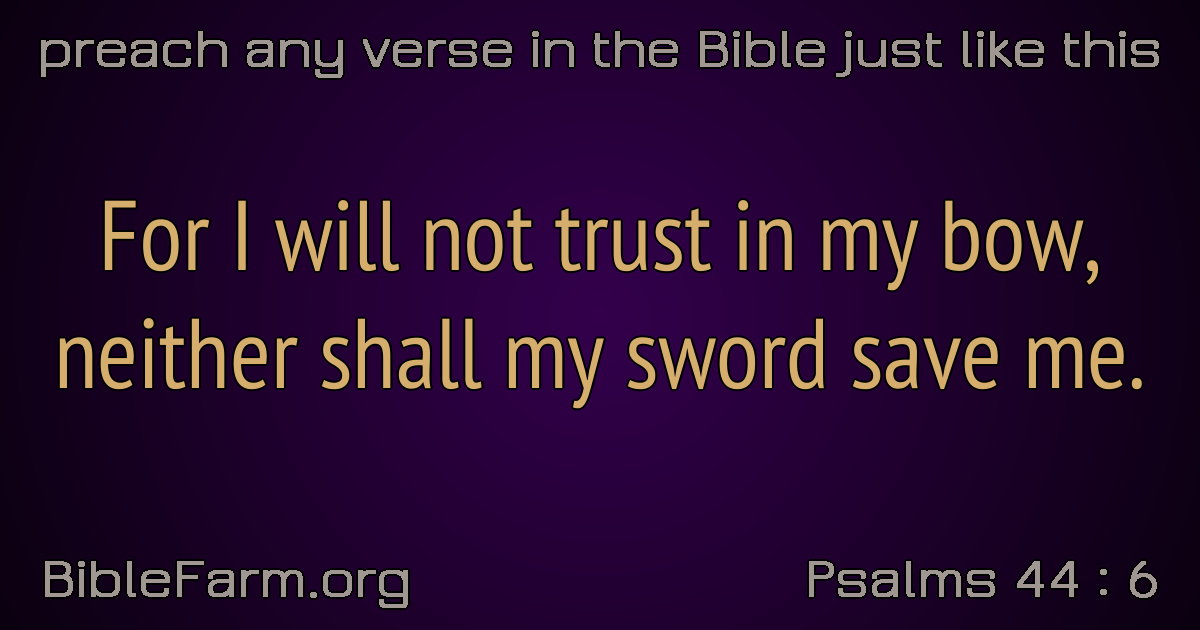 preach any verse in the Bible just like this
For I will not trust in my bow,
neither shall my sword save me.
BibleFarm.org
Psalms 44 : 6